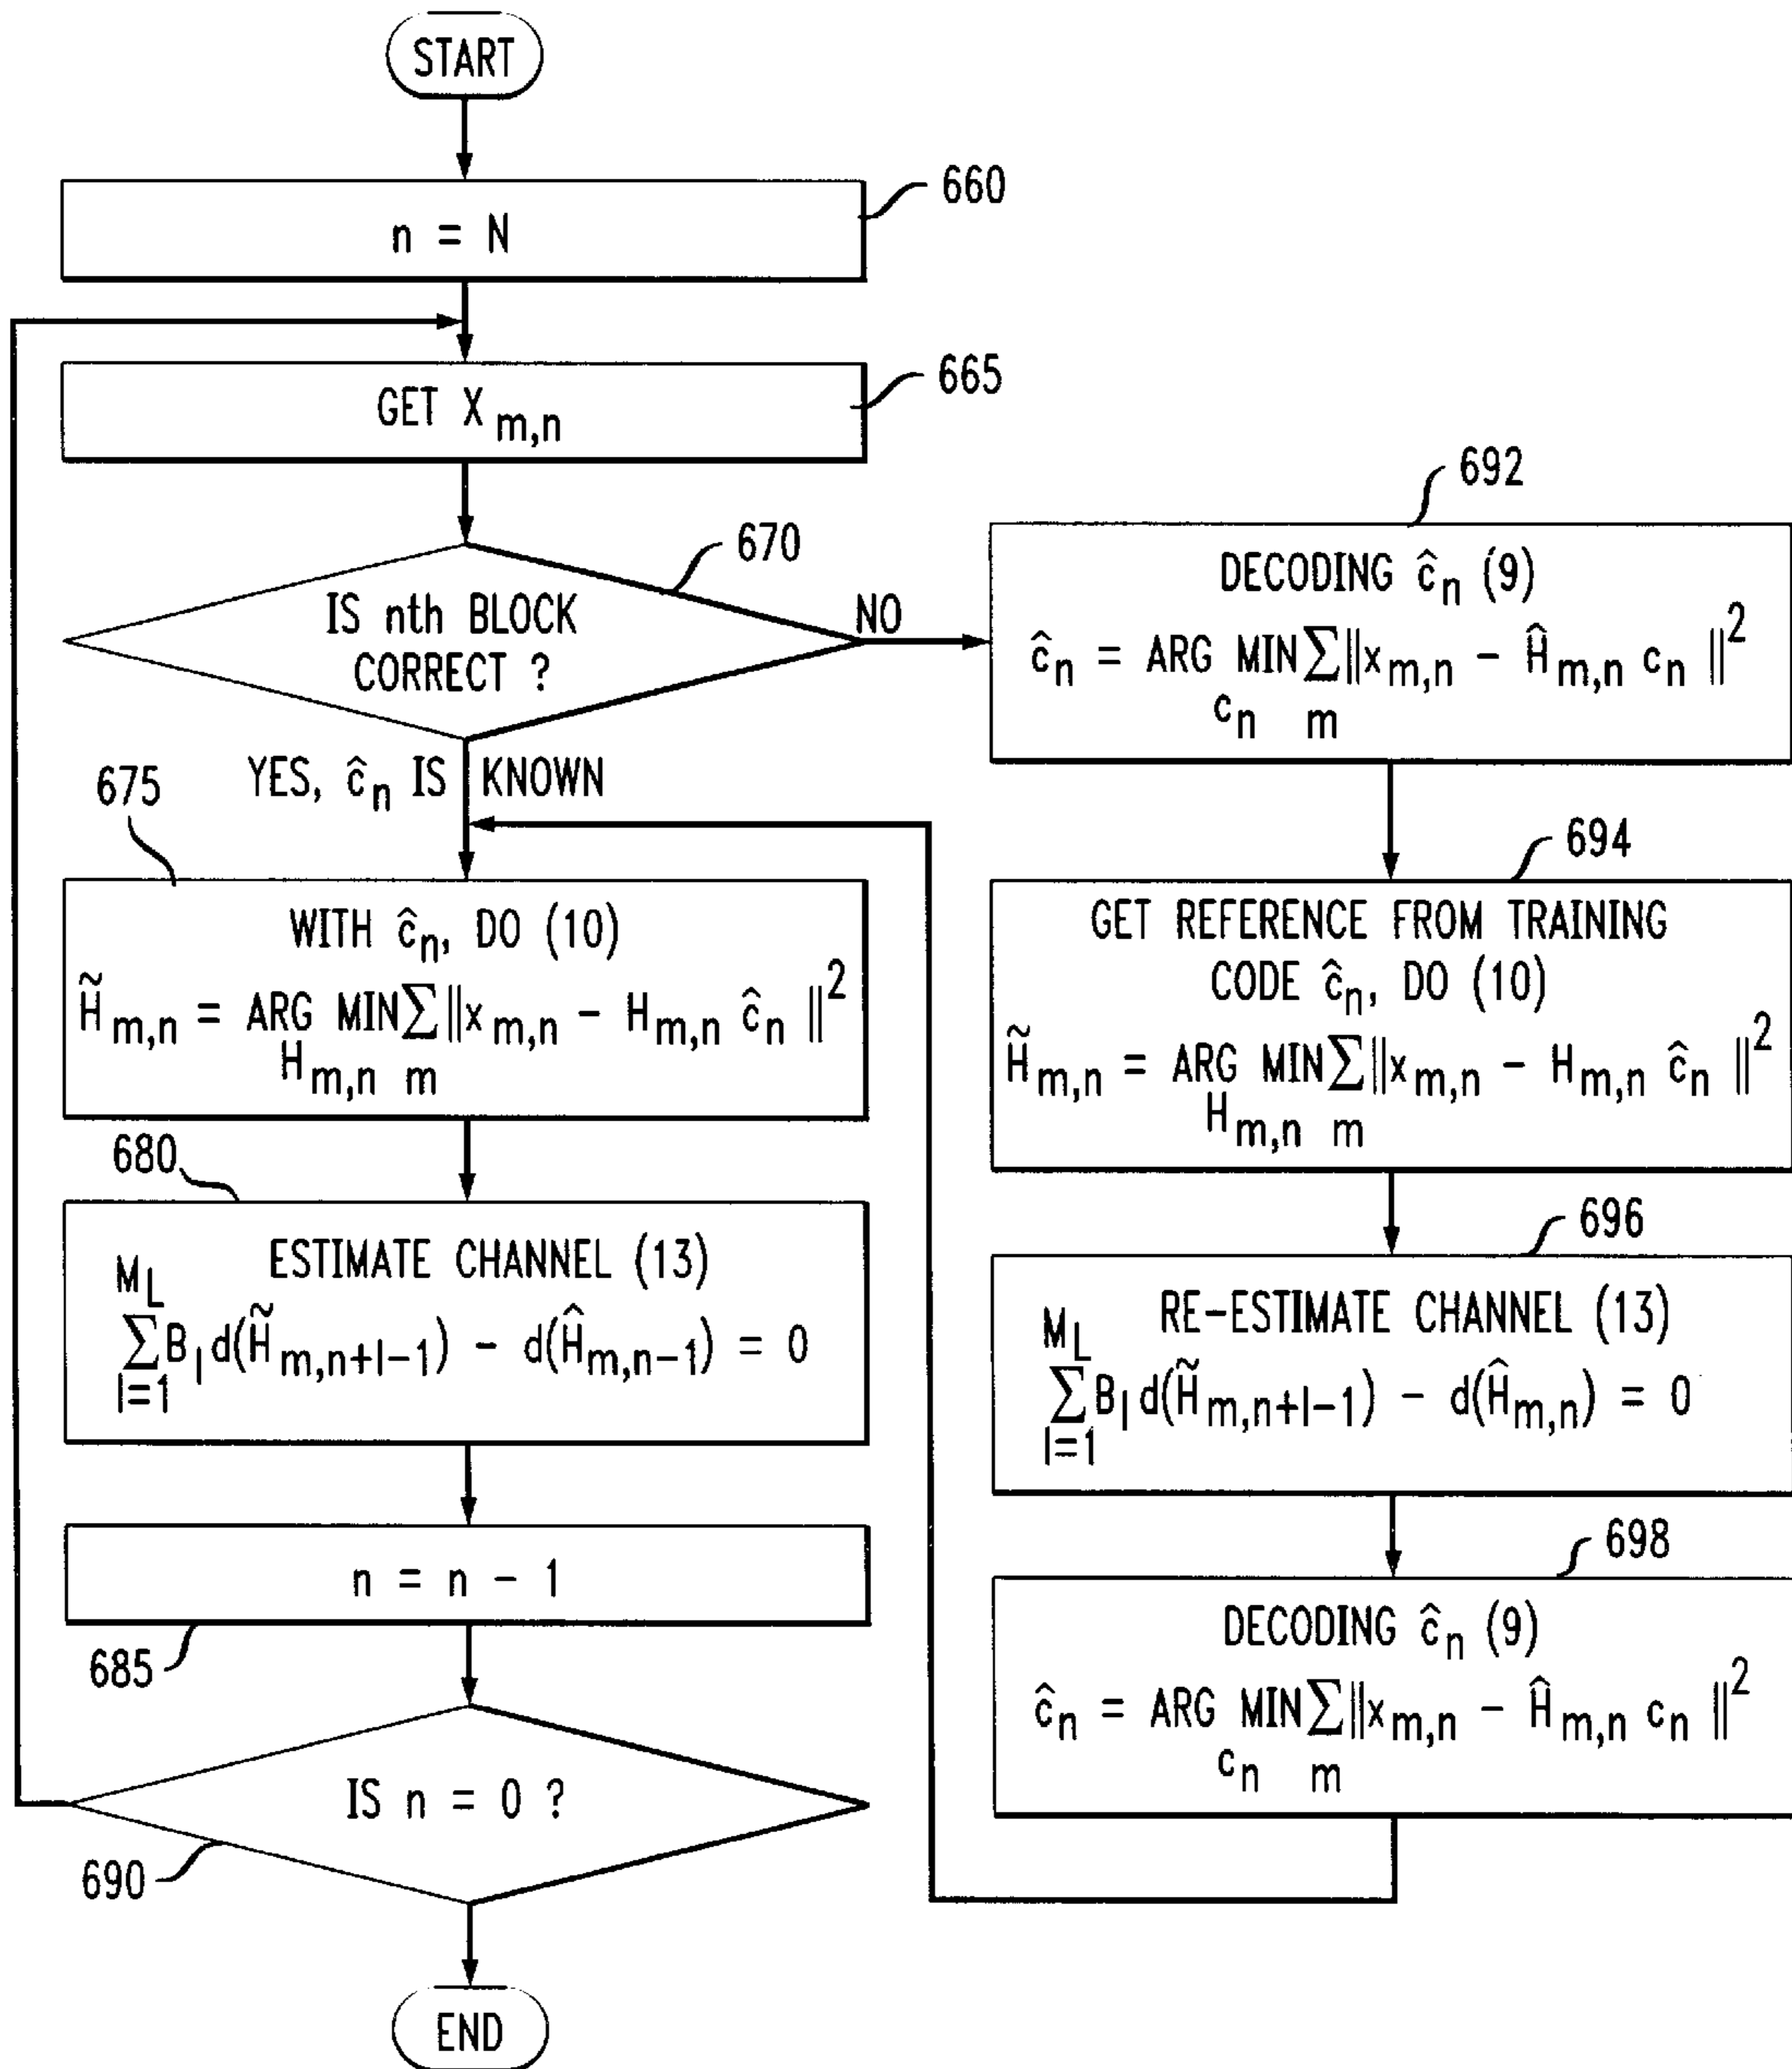 START
660
n = N
665
GET X m,n
670
IS nth BLOCK
CORRECT ?
NO
YES, ĉn IS KNOWN
675
WITH ĉn, DO (10)
H̃m,n = ARG MIN Σ ||xm,n - Hm,n ĉn ||²
Hm,n m
680
ESTIMATE CHANNEL (13)
ML
Σ Bl d(H̃m,n+l-1) - d(Ĥm,n-1) = 0
l=1
n = n - 1
685
IS n = 0 ?
690
END
692
DECODING ĉn (9)
ĉn = ARG MIN Σ ||xm,n - Ĥm,n cn ||²
cn m
694
GET REFERENCE FROM TRAINING
CODE ĉn, DO (10)
H̃m,n = ARG MIN Σ ||xm,n - Hm,n ĉn ||²
Hm,n m
696
RE-ESTIMATE CHANNEL (13)
ML
Σ Bl d(H̃m,n+l-1) - d(Ĥm,n) = 0
l=1
698
DECODING ĉn (9)
ĉn = ARG MIN Σ ||xm,n - Ĥm,n cn ||²
cn m